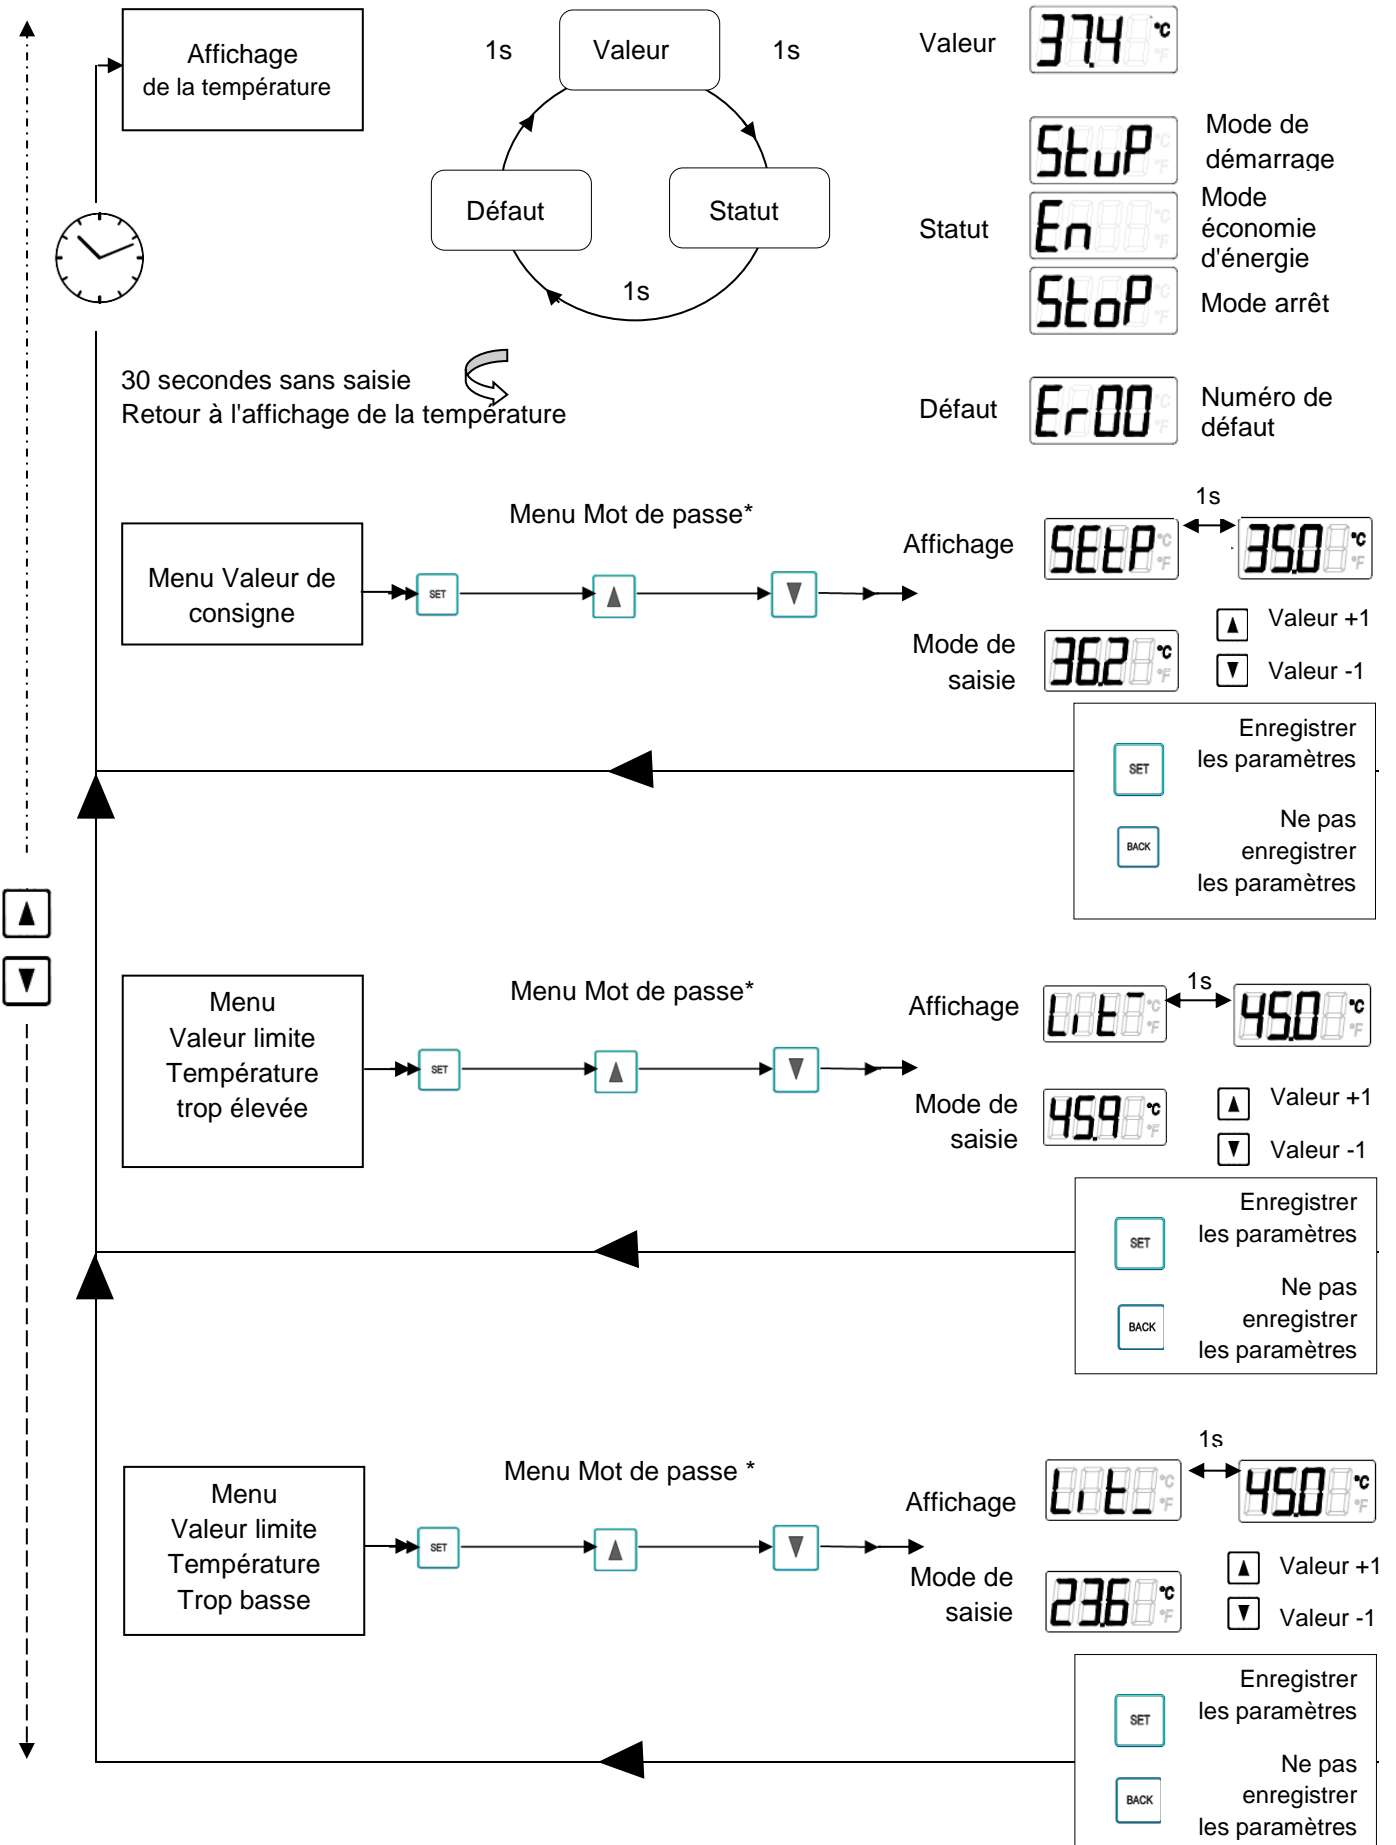 Affichage
de la température
1s
Valeur
1s
Défaut
Statut
1s
Valeur
37.4 °C
°F
Statut
StuP °C
°F
Mode de
démarrage
En °C
°F
Mode
économie
d'énergie
StoP °C
°F
Mode arrêt
Défaut
Er00 °C
°F
Numéro de
défaut
30 secondes sans saisie
Retour à l'affichage de la température
Menu Valeur de
consigne
Menu Mot de passe*
SET
Affichage
SEtP °C
°F
1s
35.0 °C
°F
Mode de
saisie
36.2 °C
°F
Valeur +1
Valeur -1
SET
Enregistrer
les paramètres
BACK
Ne pas
enregistrer
les paramètres
Menu
Valeur limite
Température
trop élevée
Menu Mot de passe*
SET
Affichage
Lit¯ °C
°F
1s
45.0 °C
°F
Mode de
saisie
45.9 °C
°F
Valeur +1
Valeur -1
SET
Enregistrer
les paramètres
BACK
Ne pas
enregistrer
les paramètres
Menu
Valeur limite
Température
Trop basse
Menu Mot de passe *
SET
Affichage
Lit_ °C
°F
1s
45.0 °C
°F
Mode de
saisie
23.6 °C
°F
Valeur +1
Valeur -1
SET
Enregistrer
les paramètres
BACK
Ne pas
enregistrer
les paramètres